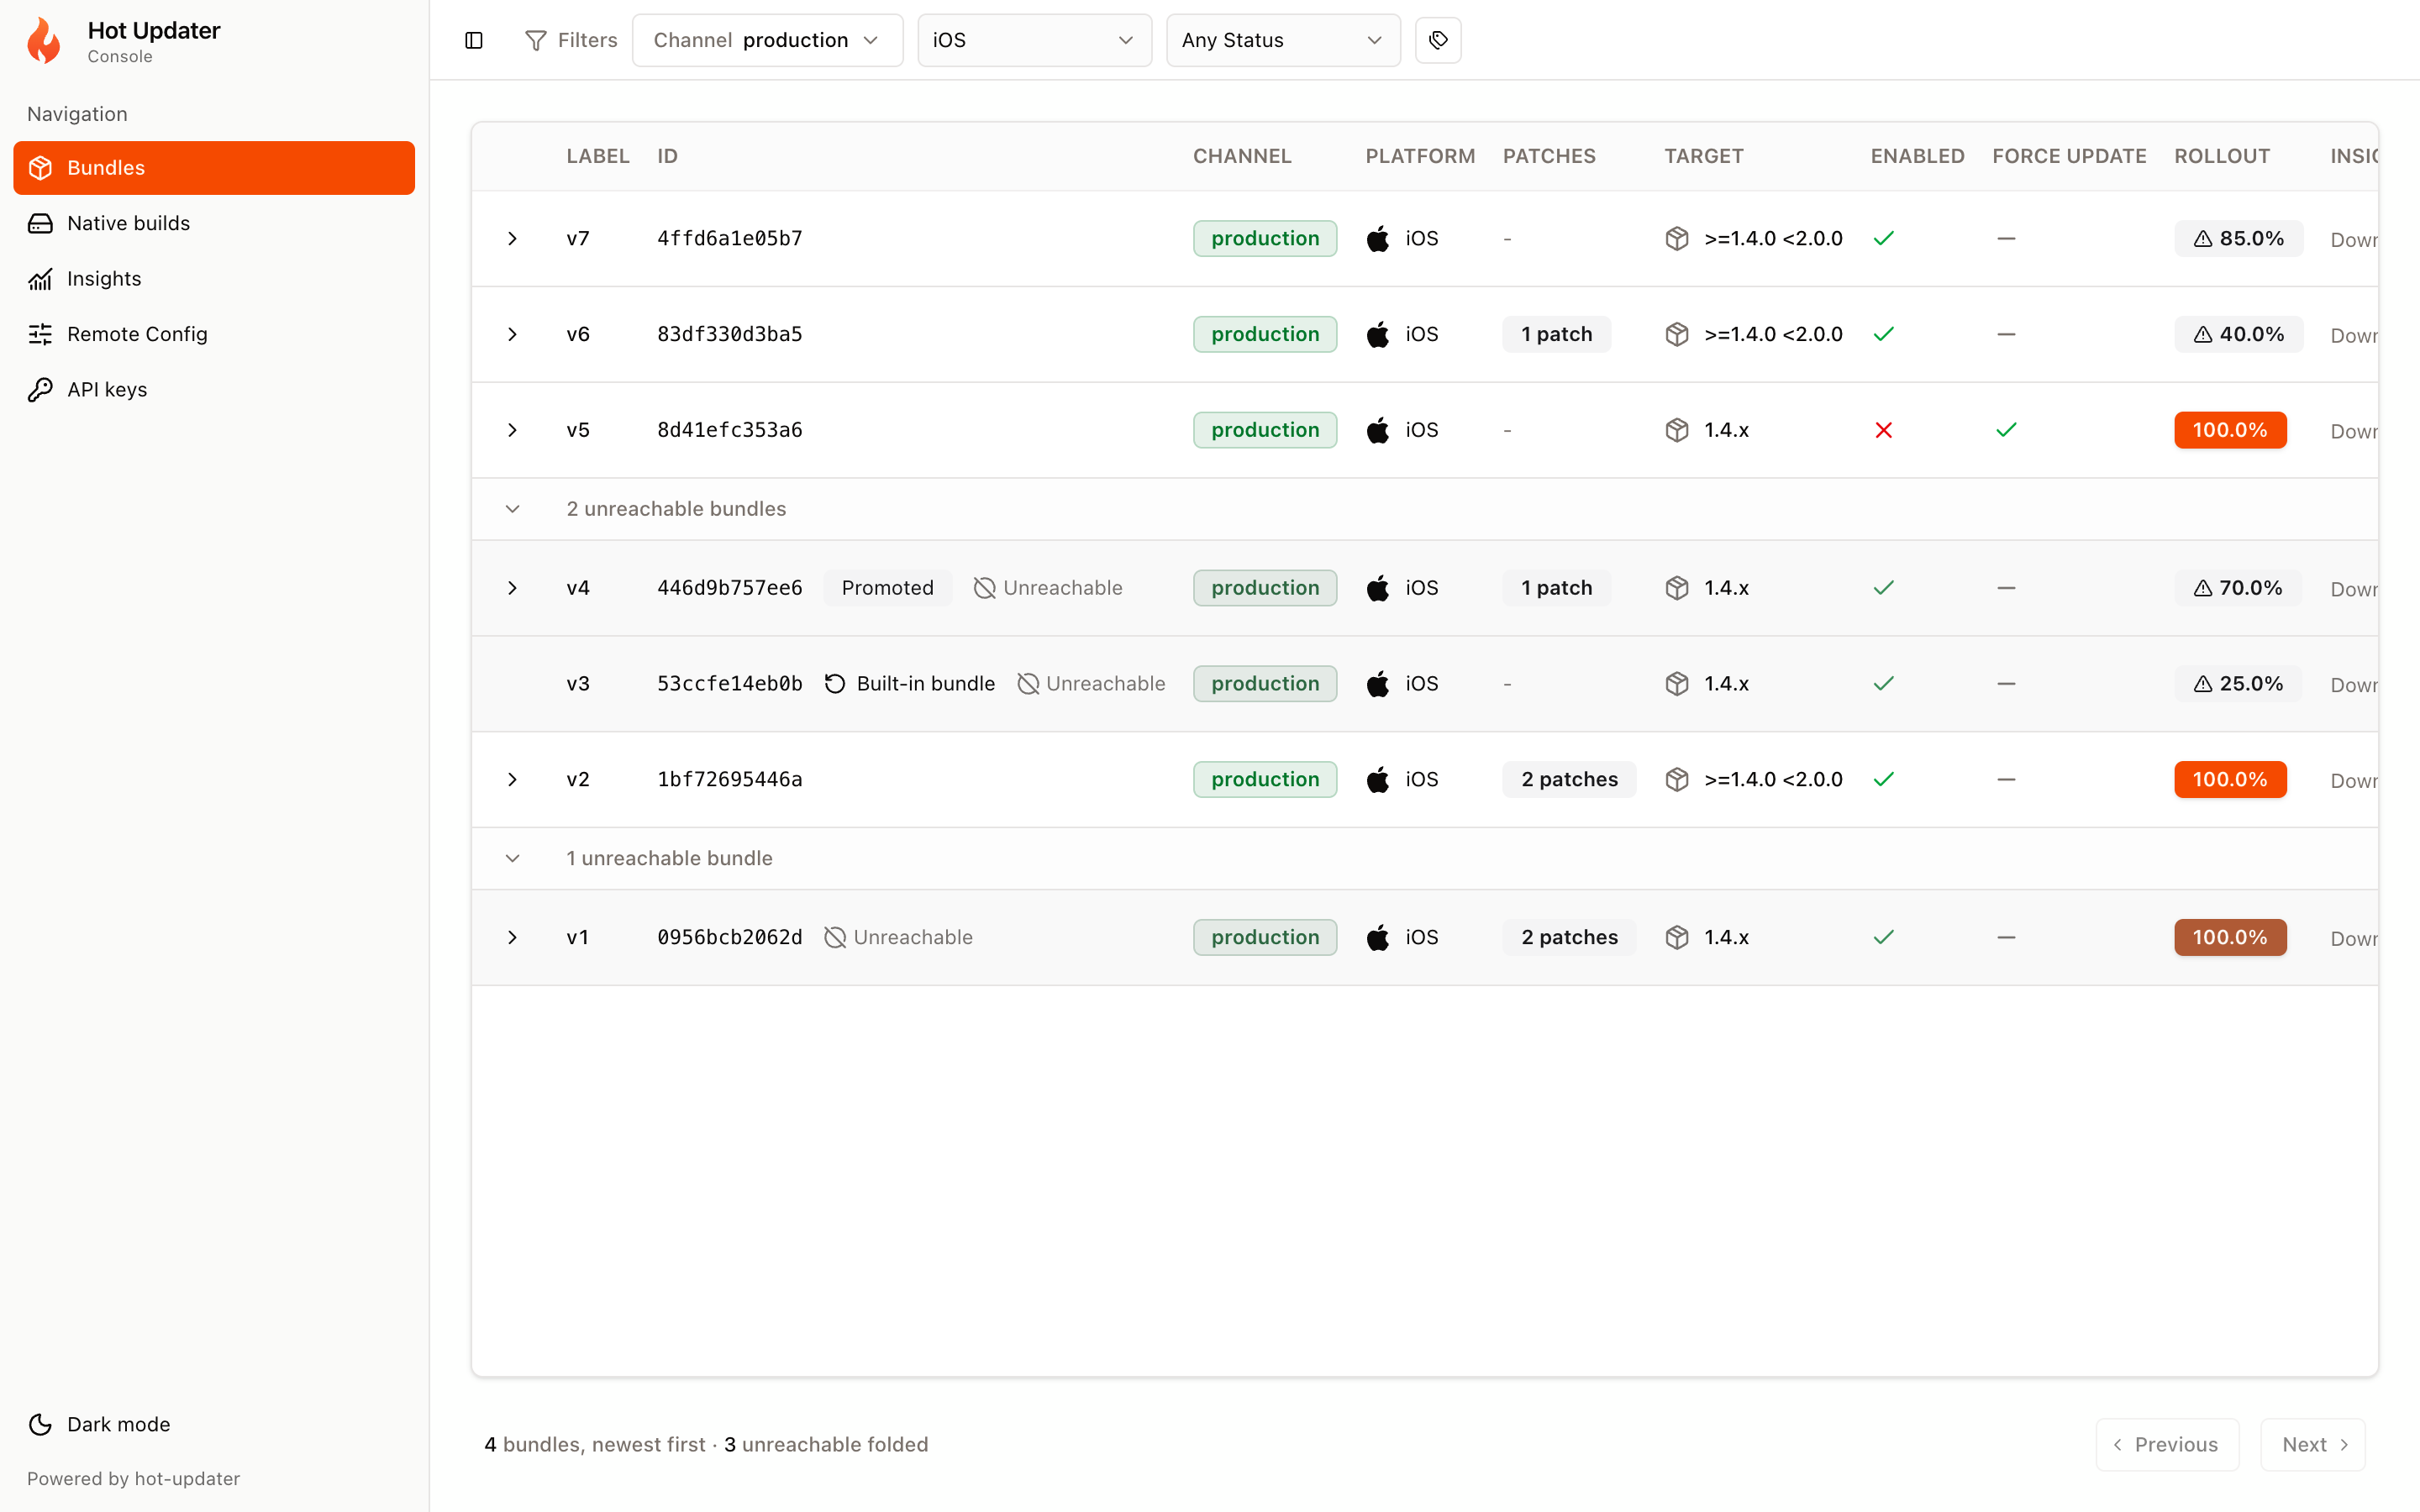 Hot Updater
Console
Navigation
Bundles
Native builds
Insights
Remote Config
API keys
Dark mode
Powered by hot-updater
Filters
Channel production
iOS
Any Status
LABEL ID CHANNEL PLATFORM PATCHES TARGET ENABLED FORCE UPDATE ROLLOUT
v7 4ffd6a1e05b7 production iOS - >=1.4.0 <2.0.0 — 85.0%
v6 83df330d3ba5 production iOS 1 patch >=1.4.0 <2.0.0 — 40.0%
v5 8d41efc353a6 production iOS - 1.4.x 100.0%
2 unreachable bundles
v4 446d9b757ee6 Promoted Unreachable production iOS 1 patch 1.4.x — 70.0%
v3 53ccfe14eb0b Built-in bundle Unreachable production iOS - 1.4.x — 25.0%
v2 1bf72695446a production iOS 2 patches >=1.4.0 <2.0.0 — 100.0%
1 unreachable bundle
v1 0956bcb2062d Unreachable production iOS 2 patches 1.4.x — 100.0%
4 bundles, newest first · 3 unreachable folded
Previous
Next